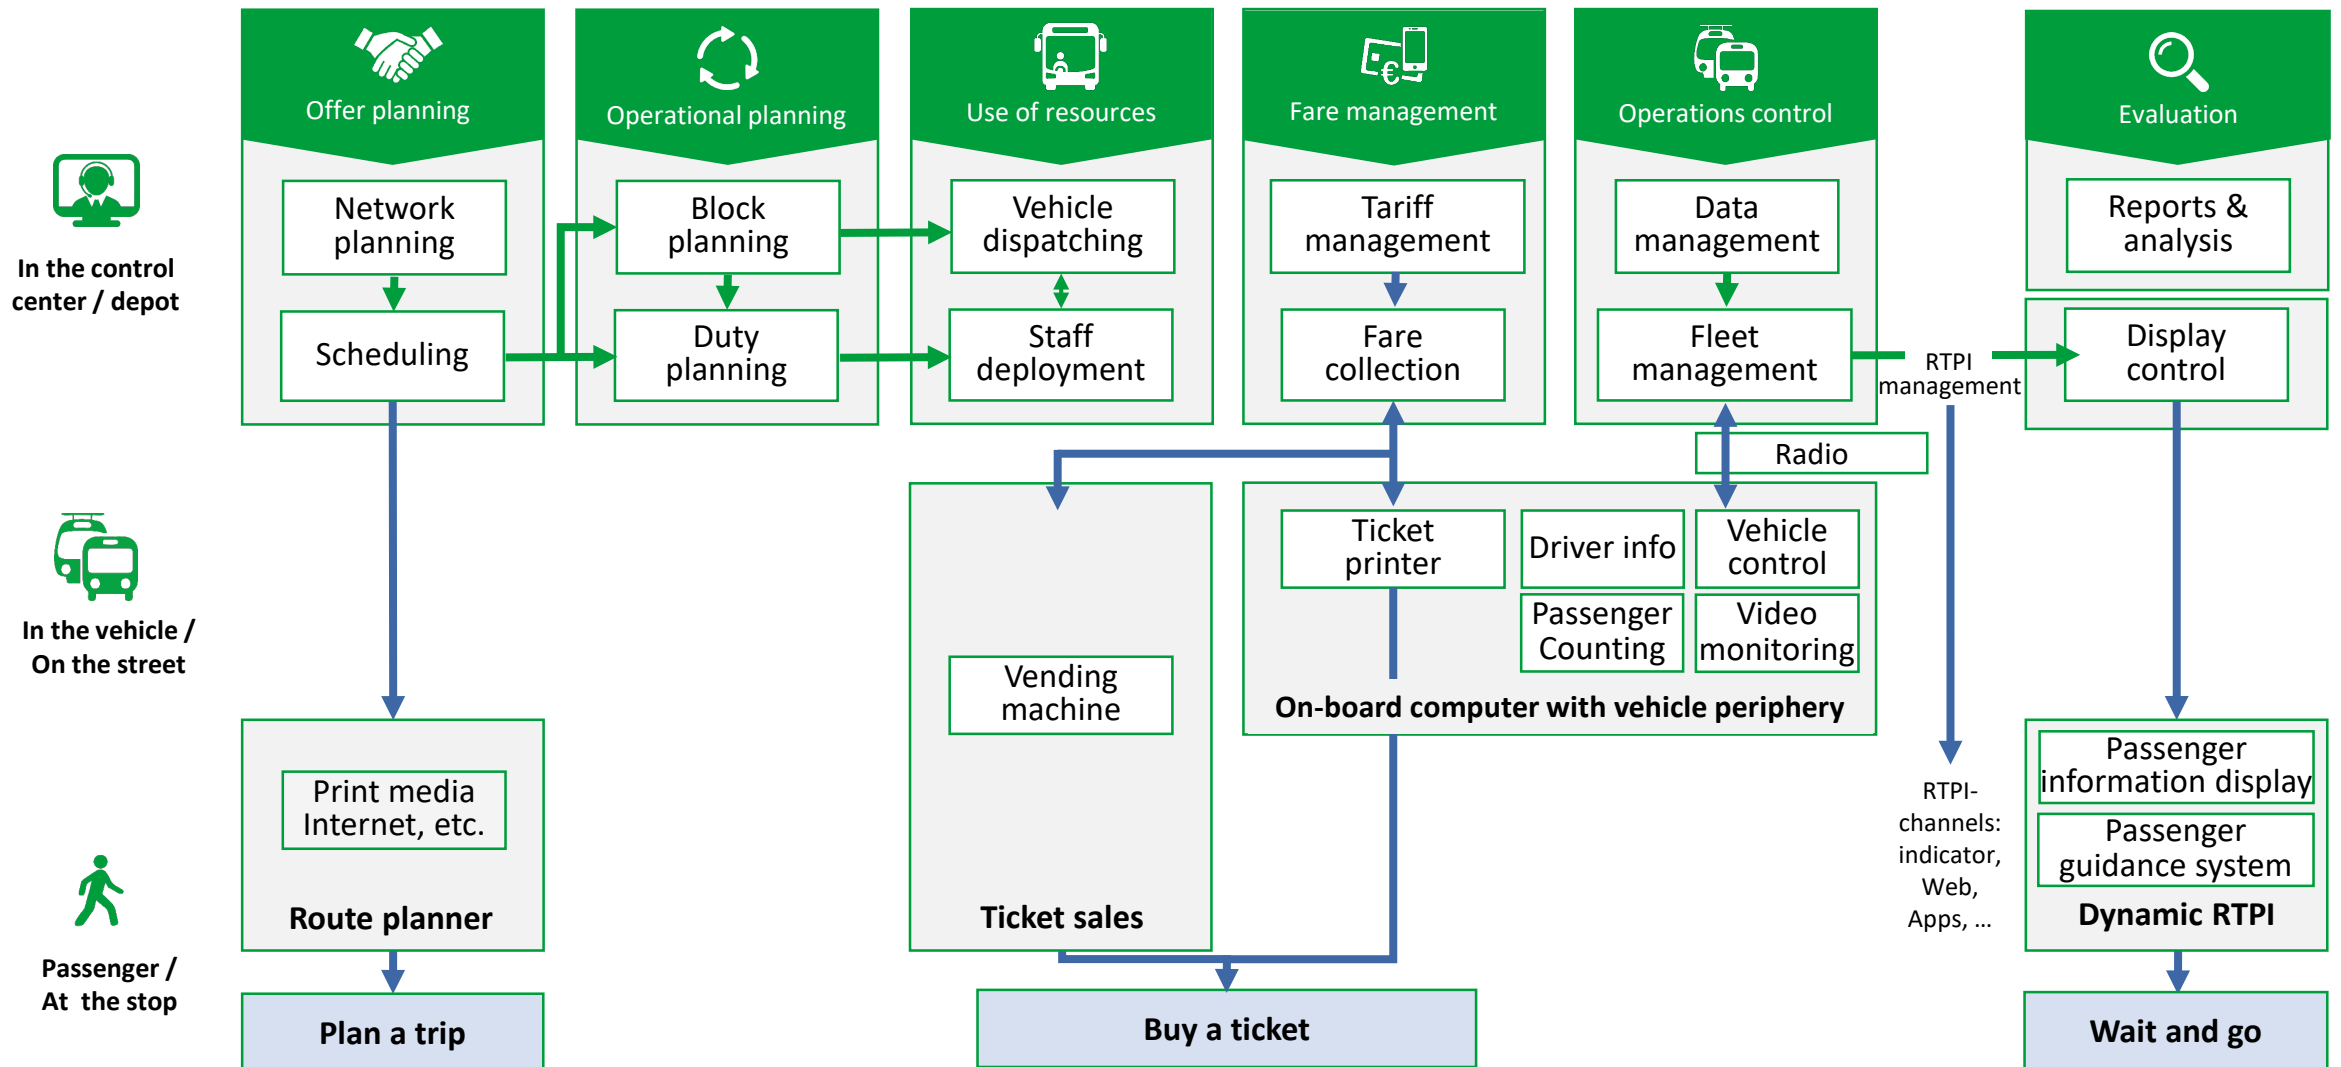 Offer planning
Operational planning
Use of resources
Fare management
Operations control
Evaluation
In the control
center / depot
Network
planning
Block
planning
Vehicle
dispatching
Tariff
management
Data
management
Reports &
analysis
Scheduling
Duty
planning
Staff
deployment
Fare
collection
Fleet
management
RTPI
management
Display
control
Radio
In the vehicle /
On the street
Ticket
printer
Driver info
Vehicle
control
Passenger
Counting
Video
monitoring
Vending
machine
On-board computer with vehicle periphery
Print media
Internet, etc.
RTPI-
channels:
indicator,
Web,
Apps, ...
Passenger
information display
Passenger
guidance system
Route planner
Ticket sales
Dynamic RTPI
Passenger /
At  the stop
Plan a trip
Buy a ticket
Wait and go